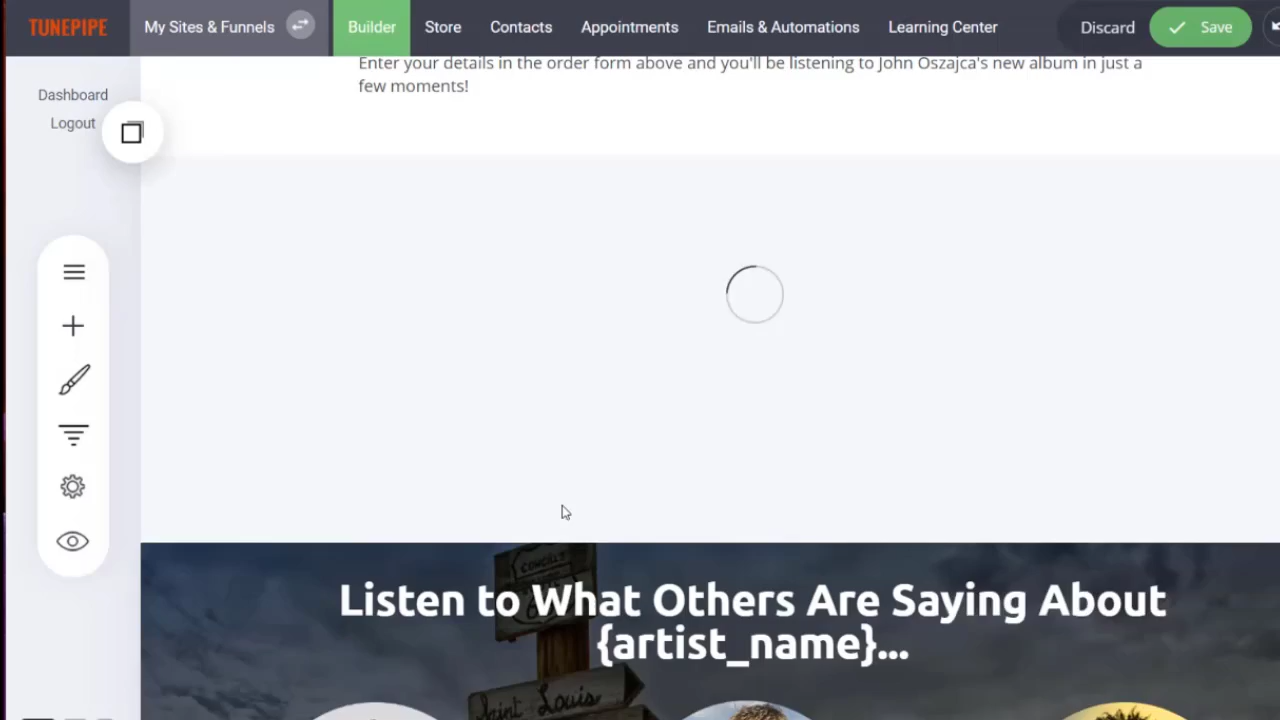 TUNEPIPE
My Sites & Funnels
Builder
Store
Contacts
Appointments
Emails & Automations
Learning Center
Discard
Save
Enter your details in the order form above and you'll be listening to John Oszajca's new album in just a
few moments!
Dashboard
Logout
Listen to What Others Are Saying About
{artist_name}...
Saint Louis